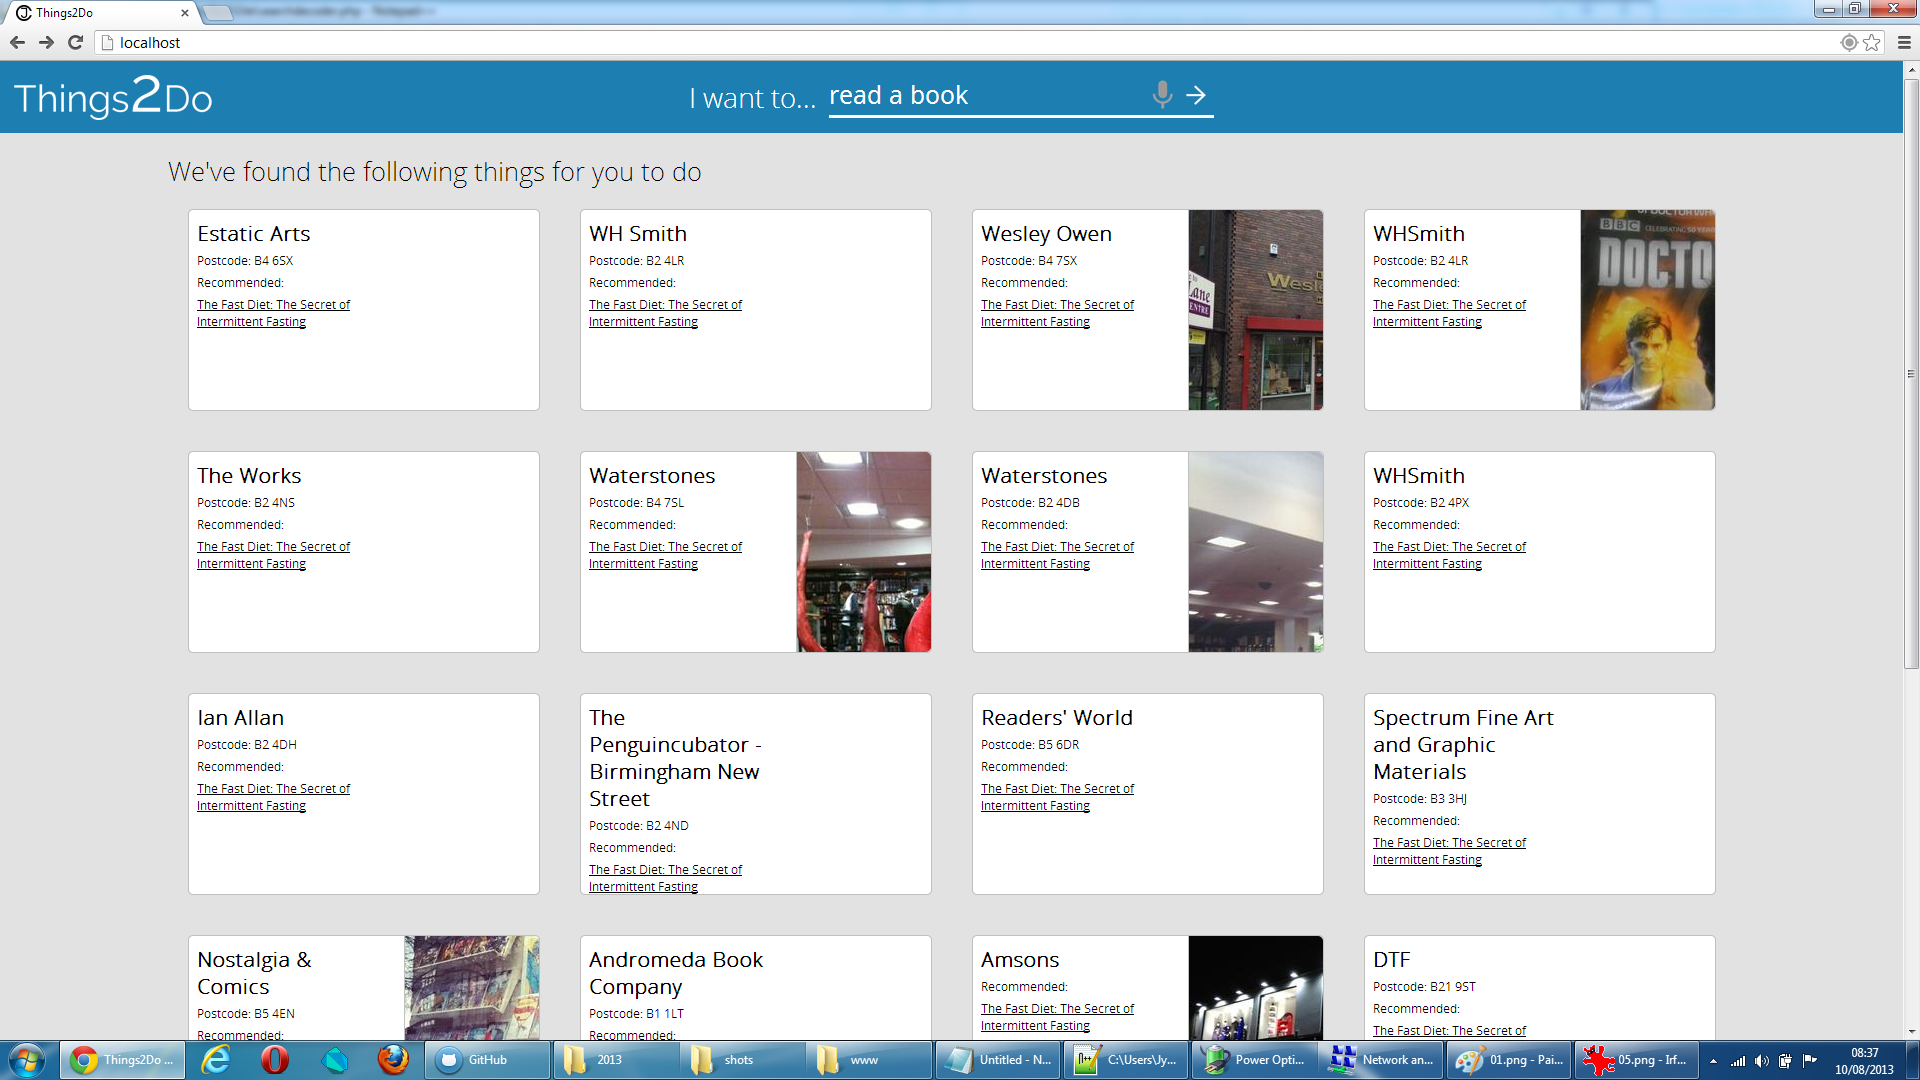 Things2Do
localhost
Things2Do
I want to... read a book
We've found the following things for you to do
Estatic Arts
Postcode: B4 6SX
Recommended:
The Fast Diet: The Secret of
Intermittent Fasting
WH Smith
Postcode: B2 4LR
Recommended:
The Fast Diet: The Secret of
Intermittent Fasting
Wesley Owen
Postcode: B4 7SX
Recommended:
The Fast Diet: The Secret of
Intermittent Fasting
Lane
ENTRE
WHSmith
Postcode: B2 4LR
Recommended:
The Fast Diet: The Secret of
Intermittent Fasting
BBC
DOCTO
The Works
Postcode: B2 4NS
Recommended:
The Fast Diet: The Secret of
Intermittent Fasting
Waterstones
Postcode: B4 7SL
Recommended:
The Fast Diet: The Secret of
Intermittent Fasting
Waterstones
Postcode: B2 4DB
Recommended:
The Fast Diet: The Secret of
Intermittent Fasting
WHSmith
Postcode: B2 4PX
Recommended:
The Fast Diet: The Secret of
Intermittent Fasting
Ian Allan
Postcode: B2 4DH
Recommended:
The Fast Diet: The Secret of
Intermittent Fasting
The
Penguincubator -
Birmingham New
Street
Postcode: B2 4ND
Recommended:
The Fast Diet: The Secret of
Intermittent Fasting
Readers' World
Postcode: B5 6DR
Recommended:
The Fast Diet: The Secret of
Intermittent Fasting
Spectrum Fine Art
and Graphic
Materials
Postcode: B3 3HJ
Recommended:
The Fast Diet: The Secret of
Intermittent Fasting
Nostalgia &
Comics
Postcode: B5 4EN
Recommended:
Andromeda Book
Company
Postcode: B1 1LT
Recommended:
Amsons
Recommended:
The Fast Diet: The Secret of
Intermittent Fasting
DTF
Postcode: B21 9ST
Recommended:
The Fast Diet: The Secret of
Things2Do ...
GitHub
2013
shots
www
Untitled - N...
C:\Users\Jy...
Power Opti...
Network an...
01.png - Pai...
05.png - Irf...
08:37
10/08/2013